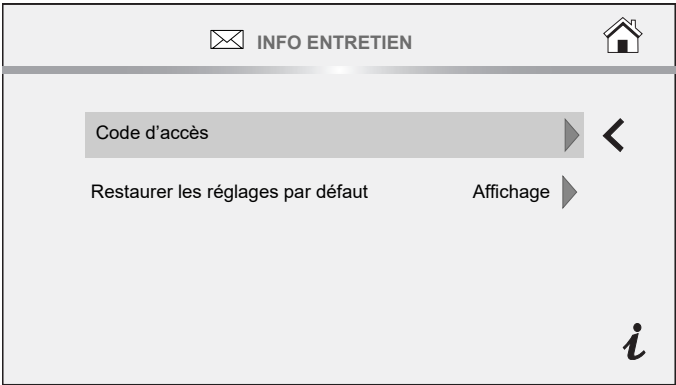 INFO ENTRETIEN
Code d’accès
Restaurer les réglages par défaut Affichage
i